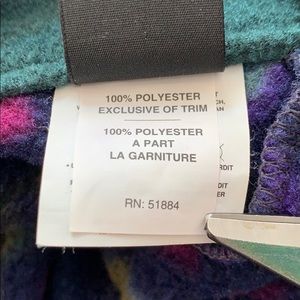 100% POLYESTER
EXCLUSIVE OF TRIM
100% POLYESTER
A PART
LA GARNITURE
RN: 51884